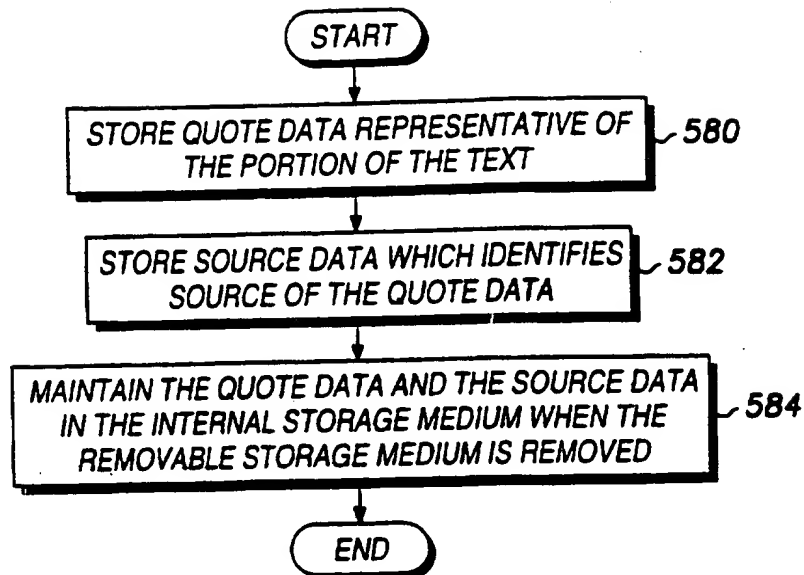 START
STORE QUOTE DATA REPRESENTATIVE OF
THE PORTION OF THE TEXT
580
STORE SOURCE DATA WHICH IDENTIFIES
SOURCE OF THE QUOTE DATA
582
MAINTAIN THE QUOTE DATA AND THE SOURCE DATA
IN THE INTERNAL STORAGE MEDIUM WHEN THE
REMOVABLE STORAGE MEDIUM IS REMOVED
584
END